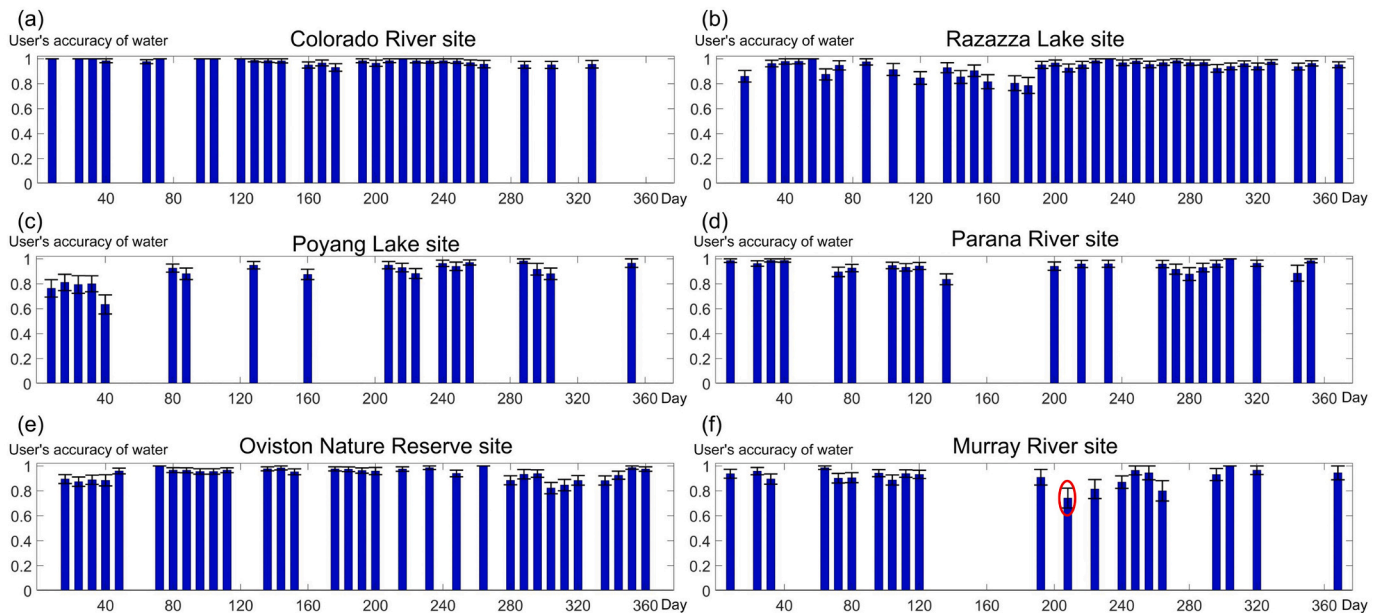 (a)
User's accuracy of water
Colorado River site
1
0.8
0.6
0.4
0.2
0
40 80 120 160 200 240 280 320 360 Day
(b)
User's accuracy of water
Razazza Lake site
1
0.8
0.6
0.4
0.2
0
40 80 120 160 200 240 280 320 360 Day
(c)
User's accuracy of water
Poyang Lake site
1
0.8
0.6
0.4
0.2
0
40 80 120 160 200 240 280 320 360 Day
(d)
User's accuracy of water
Parana River site
1
0.8
0.6
0.4
0.2
0
40 80 120 160 200 240 280 320 360 Day
(e)
User's accuracy of water
Oviston Nature Reserve site
1
0.8
0.6
0.4
0.2
0
40 80 120 160 200 240 280 320 360 Day
(f)
User's accuracy of water
Murray River site
1
0.8
0.6
0.4
0.2
0
40 80 120 160 200 240 280 320 360 Day